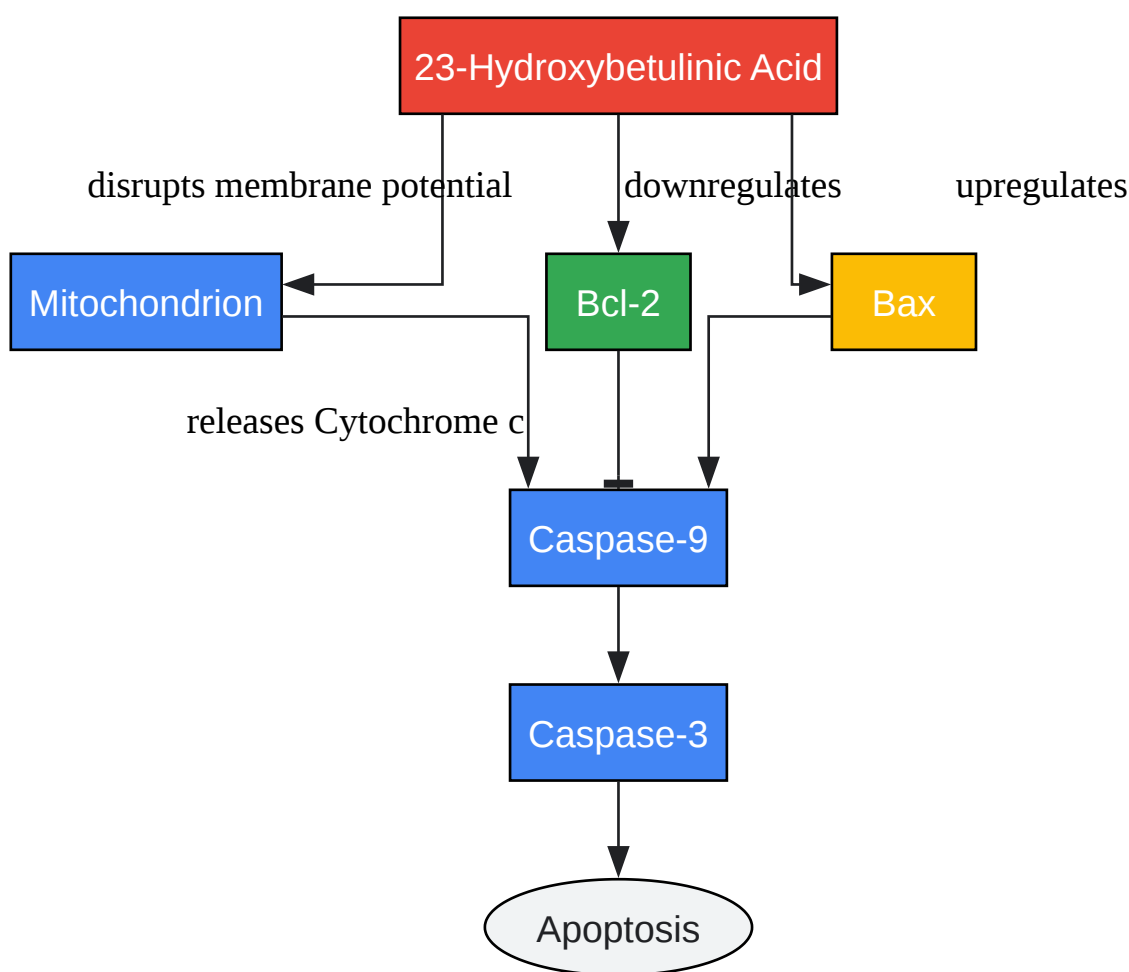 23-Hydroxybetulinic Acid
disrupts membrane potential
downregulates
upregulates
Mitochondrion
Bcl-2
Bax
releases Cytochrome c
Caspase-9
Caspase-3
Apoptosis